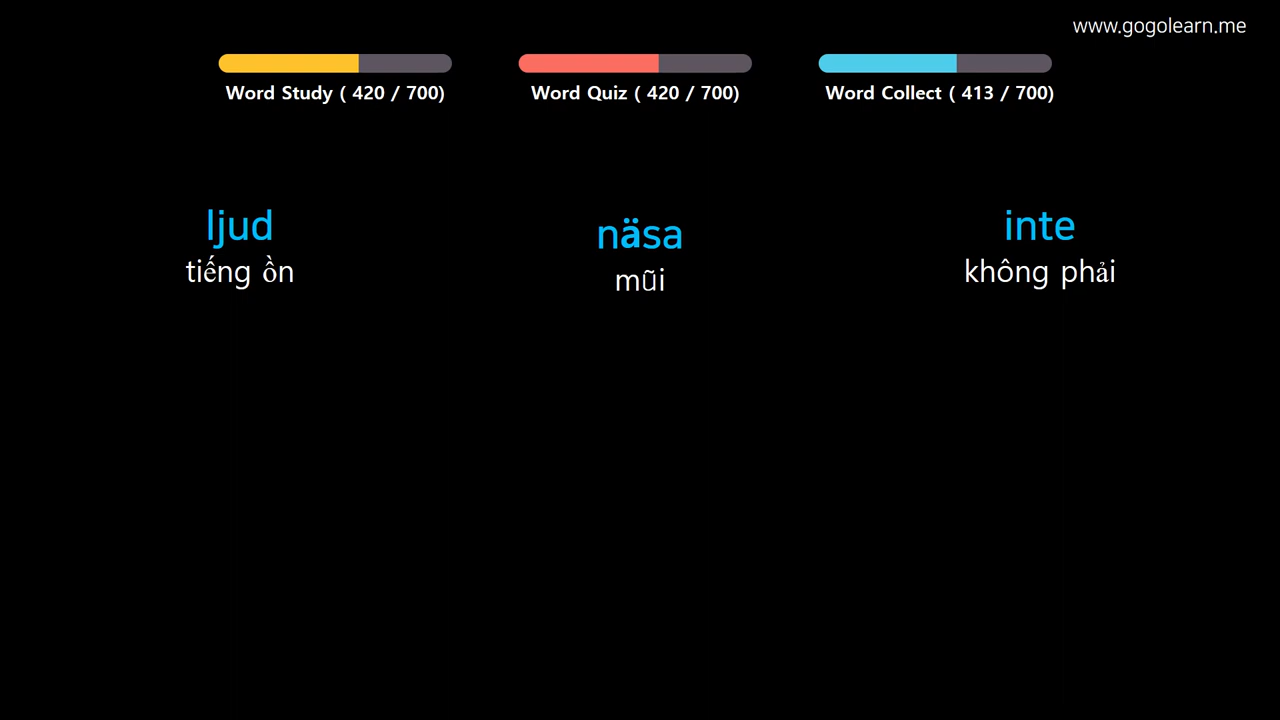 www.gogolearn.me
Word Study ( 420 / 700)
Word Quiz ( 420 / 700)
Word Collect ( 413 / 700)
ljud
tiếng ồn
näsa
mũi
inte
không phải